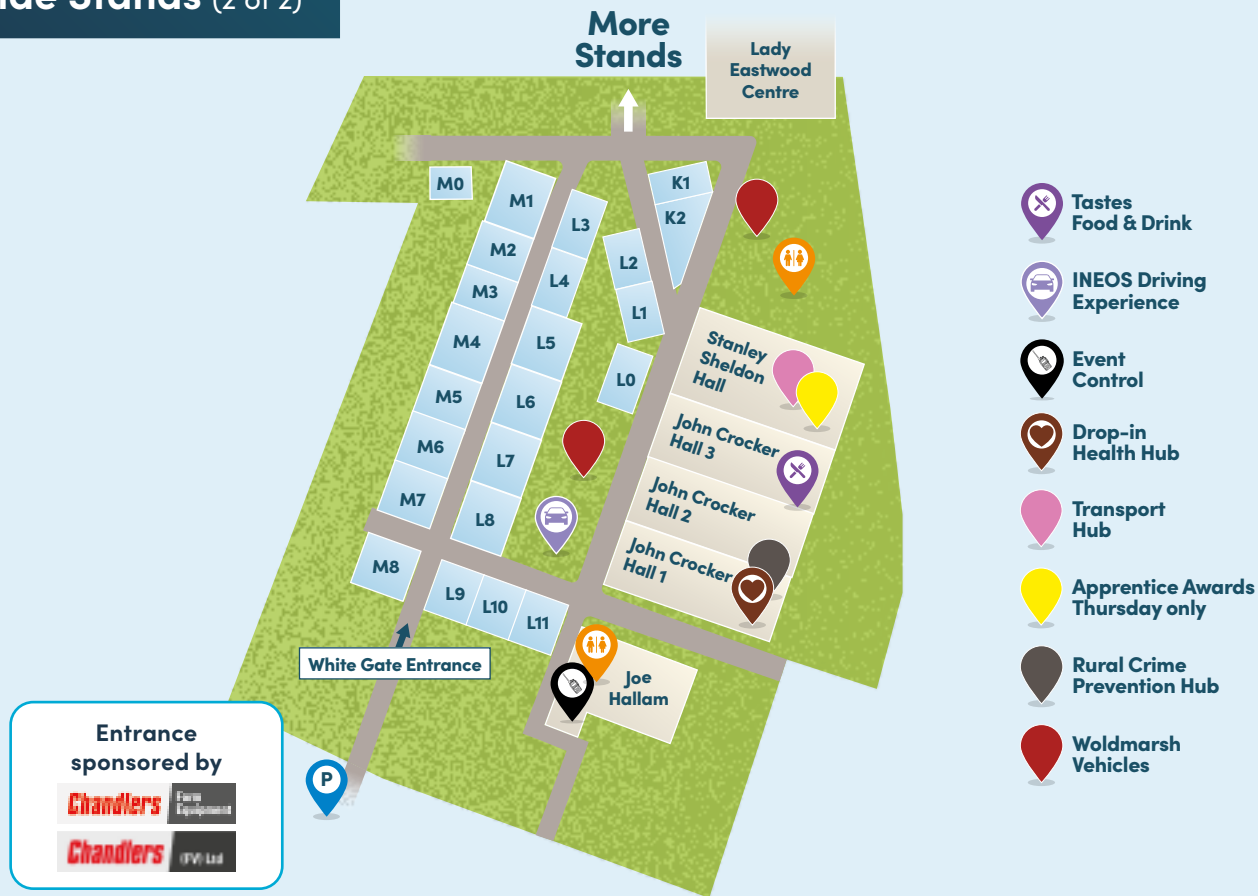 Stands (2 of 2)
More
Stands
Lady
Eastwood
Centre
M0
M1
M2
M3
M4
M5
M6
M7
M8
L3
L4
L5
L6
L7
L8
L9
L10
L11
L2
L1
L0
K1
K2
Stanley
Sheldon
Hall
John Crocker
Hall 3
John Crocker
Hall 2
John Crocker
Hall 1
Joe
Hallam
White Gate Entrance
P
Entrance
sponsored by
Chandlers Farm
Equipment
Chandlers (FV) Ltd
Tastes
Food & Drink
INEOS Driving
Experience
Event
Control
Drop-in
Health Hub
Transport
Hub
Apprentice Awards
Thursday only
Rural Crime
Prevention Hub
Woldmarsh
Vehicles